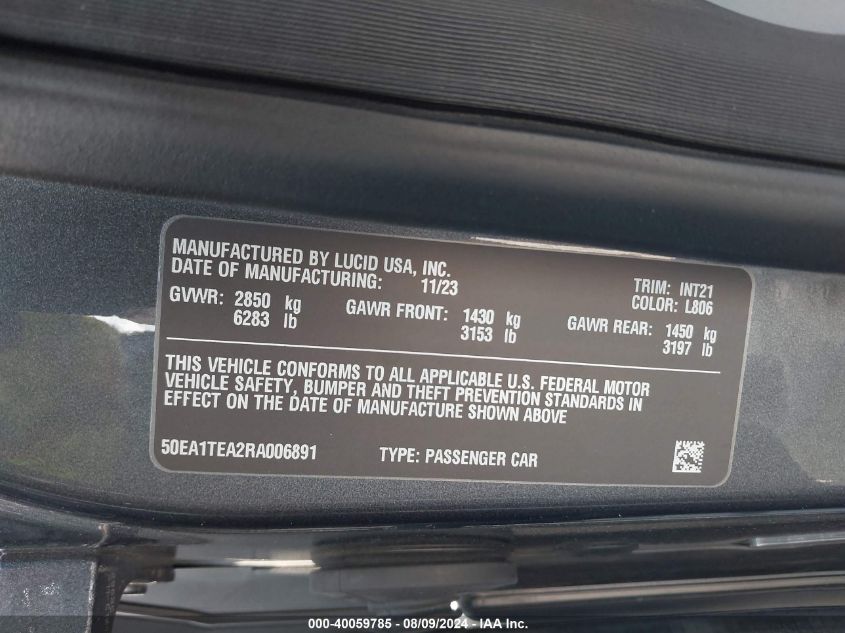 MANUFACTURED BY LUCID USA, INC.
DATE OF MANUFACTURING: 11/23
TRIM: INT21
COLOR: L806
GVWR: 2850 kg
6283 lb
GAWR FRONT: 1430 kg
3153 lb
GAWR REAR: 1450 kg
3197 lb
THIS VEHICLE CONFORMS TO ALL APPLICABLE U.S. FEDERAL MOTOR
VEHICLE SAFETY, BUMPER AND THEFT PREVENTION STANDARDS IN
EFFECT ON THE DATE OF MANUFACTURE SHOWN ABOVE
50EA1TEA2RA006891 TYPE: PASSENGER CAR
000-40059785 - 08/09/2024 - IAA Inc.